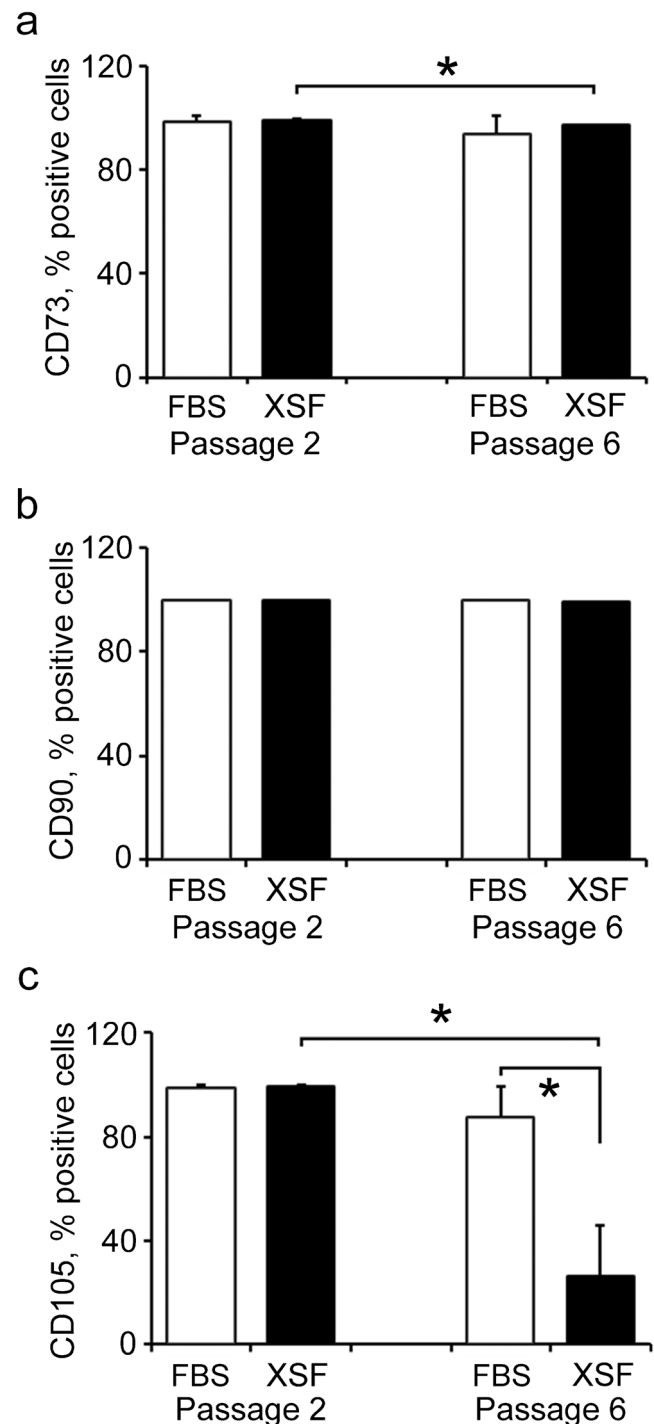 a
*
CD73, % positive cells
120
80
40
0
FBS XSF FBS XSF
Passage 2 Passage 6
b
CD90, % positive cells
120
80
40
0
FBS XSF FBS XSF
Passage 2 Passage 6
c
*
*
CD105, % positive cells
120
80
40
0
FBS XSF FBS XSF
Passage 2 Passage 6